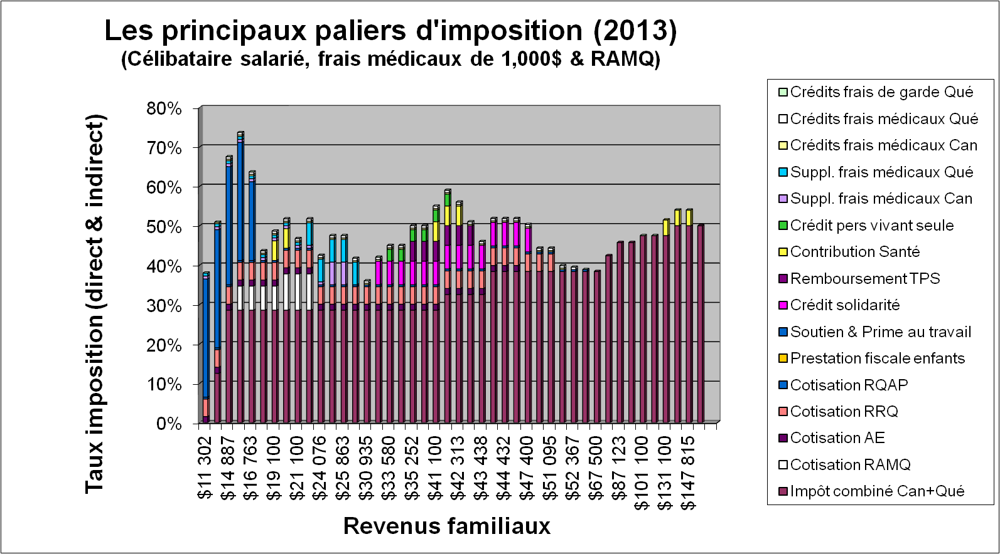 Les principaux paliers d'imposition (2013)
(Célibataire salarié, frais médicaux de 1,000$ & RAMQ)
Taux imposition (direct & indirect)
80%
70%
60%
50%
40%
30%
20%
10%
0%
$11 302
$14 887
$16 763
$19 100
$21 100
$24 076
$25 863
$30 935
$33 580
$35 252
$41 100
$42 313
$43 438
$44 432
$47 400
$51 095
$52 367
$67 500
$87 123
$101 100
$131 100
$147 815
Revenus familiaux
Crédits frais de garde Qué
Crédits frais médicaux Qué
Crédits frais médicaux Can
Suppl. frais médicaux Qué
Suppl. frais médicaux Can
Crédit pers vivant seule
Contribution Santé
Remboursement TPS
Crédit solidarité
Soutien & Prime au travail
Prestation fiscale enfants
Cotisation RQAP
Cotisation RRQ
Cotisation AE
Cotisation RAMQ
Impôt combiné Can+Qué